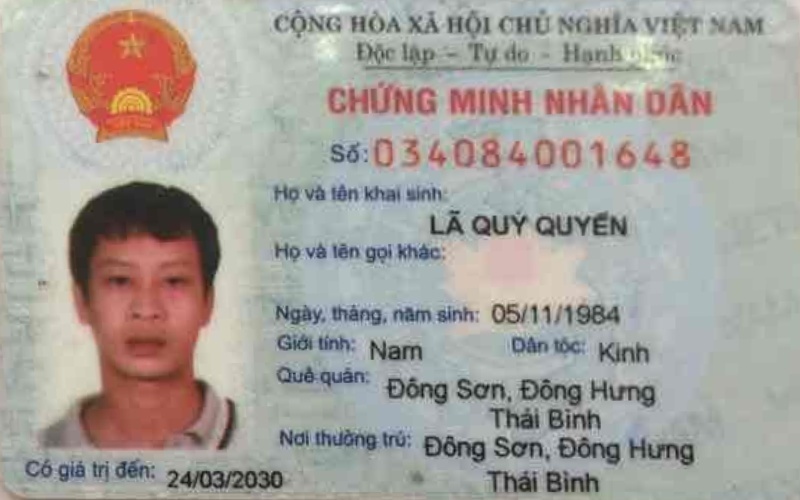 CỘNG HÒA XÃ HỘI CHỦ NGHĨA VIỆT NAM
Độc lập - Tự do - Hạnh phúc
CHỨNG MINH NHÂN DÂN
Số: 034084001648
Họ và tên khai sinh:
LÃ QUÝ QUYỀN
Họ và tên gọi khác:
Ngày, tháng, năm sinh: 05/11/1984
Giới tính: Nam Dân tộc: Kinh
Quê quán: Đông Sơn, Đông Hưng
Thái Bình
Nơi thường trú: Đông Sơn, Đông Hưng
Thái Bình
Có giá trị đến: 24/03/2030